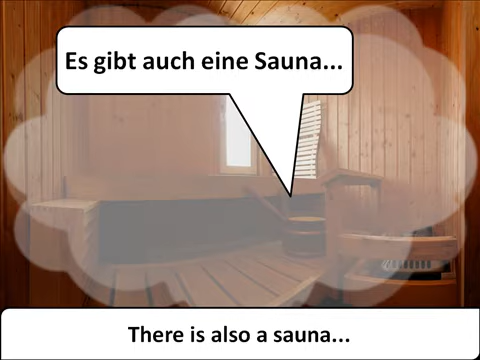 Es gibt auch eine Sauna...
There is also a sauna...